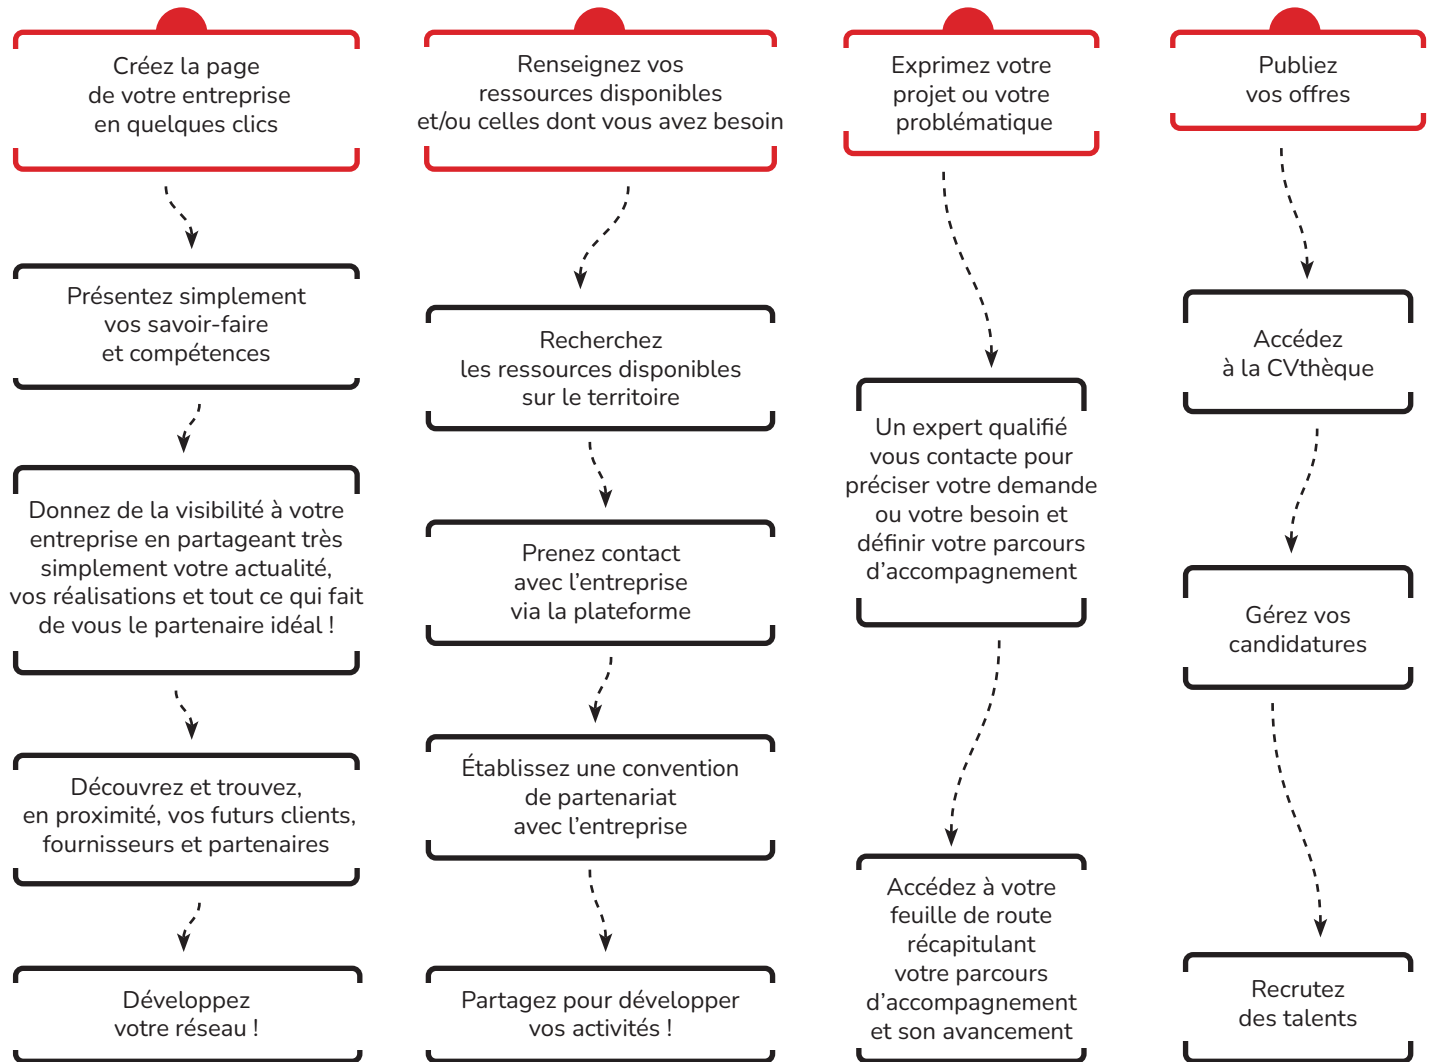 Créez la page
de votre entreprise
en quelques clics
Présentez simplement
vos savoir-faire
et compétences
Donnez de la visibilité à votre
entreprise en partageant très
simplement votre actualité,
vos réalisations et tout ce qui fait
de vous le partenaire idéal !
Découvrez et trouvez,
en proximité, vos futurs clients,
fournisseurs et partenaires
Développez
votre réseau !
Renseignez vos
ressources disponibles
et/ou celles dont vous avez besoin
Recherchez
les ressources disponibles
sur le territoire
Prenez contact
avec l’entreprise
via la plateforme
Établissez une convention
de partenariat
avec l’entreprise
Partagez pour développer
vos activités !
Exprimez votre
projet ou votre
problématique
Un expert qualifié
vous contacte pour
préciser votre demande
ou votre besoin et
définir votre parcours
d’accompagnement
Accédez à votre
feuille de route
récapitulant
votre parcours
d’accompagnement
et son avancement
Publiez
vos offres
Accédez
à la CVthèque
Gérez vos
candidatures
Recrutez
des talents